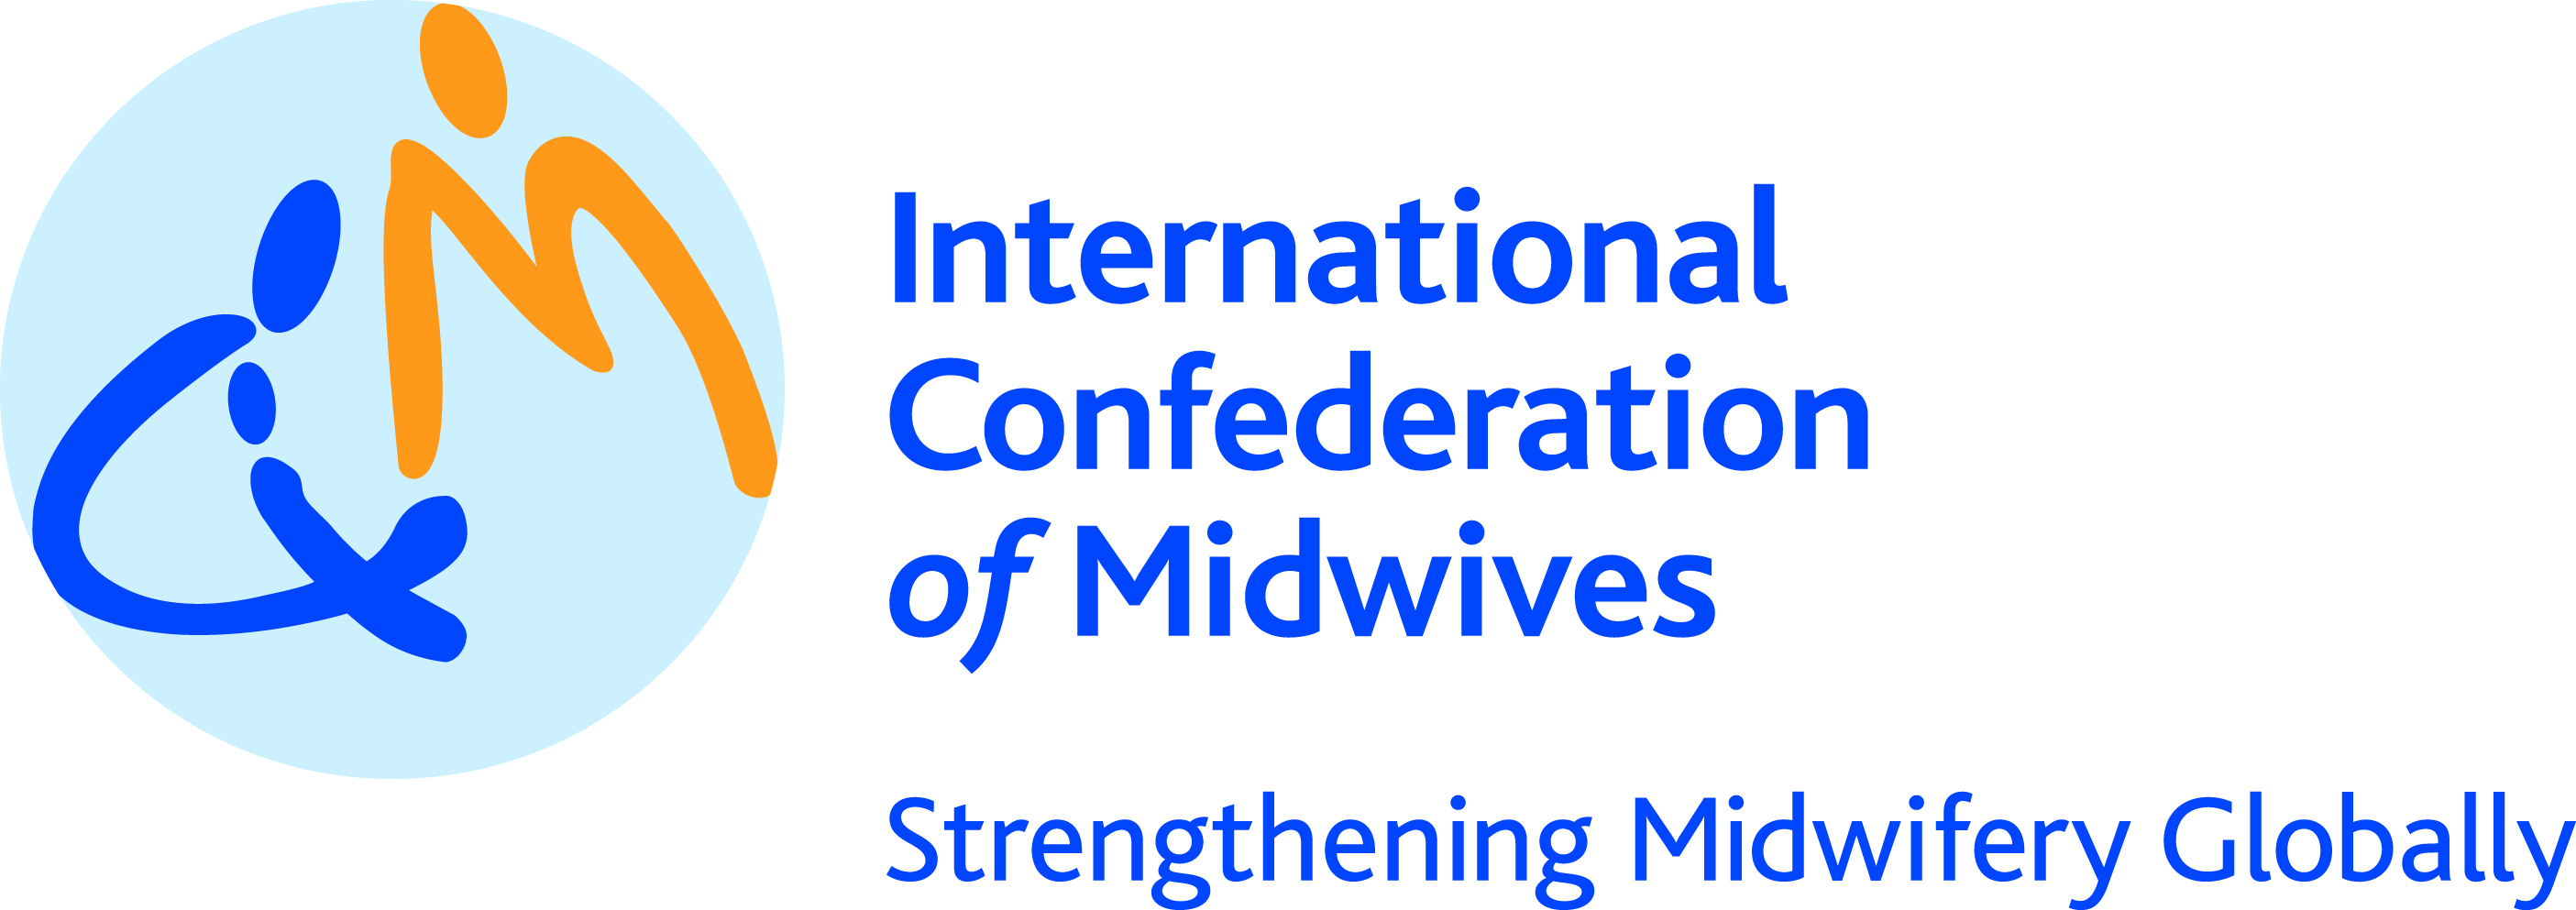 International
Confederation
of Midwives
Strengthening Midwifery Globally